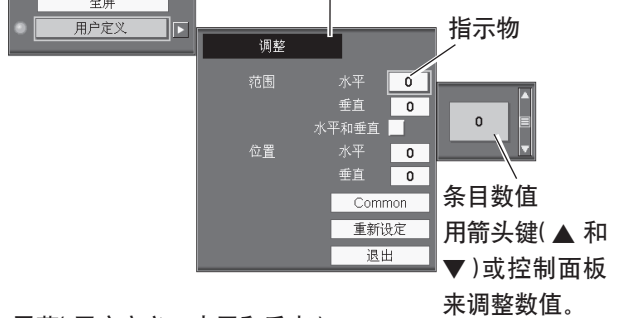 全屏
用户定义
调整
指示物
范围 水平 0
垂直 0
水平和垂直
位置 水平 0
垂直 0
Common
重新设定
退出
0
条目数值
用箭头键( ▲ 和
▼ )或控制面板
来调整数值。